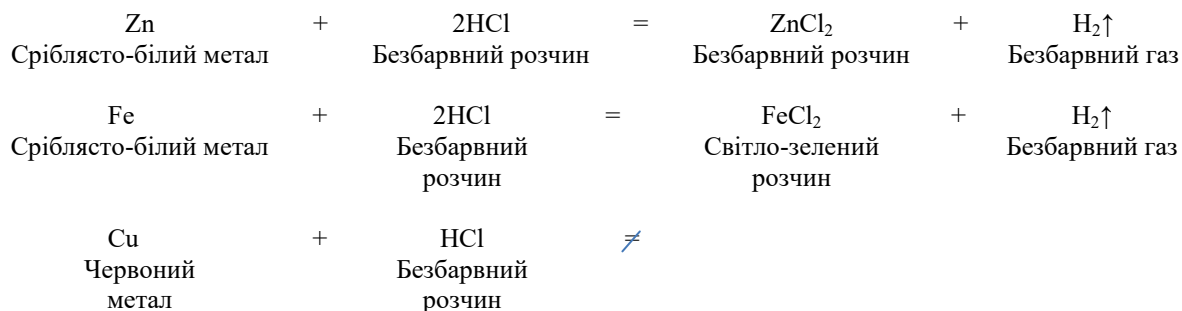 Zn + 2HCl = ZnCl₂ + H₂↑
Сріблясто-білий метал Безбарвний розчин Безбарвний розчин Безбарвний газ
Fe + 2HCl = FeCl₂ + H₂↑
Сріблясто-білий метал Безбарвний Світло-зелений Безбарвний газ
розчин розчин
Cu + HCl ≠
Червоний Безбарвний
метал розчин